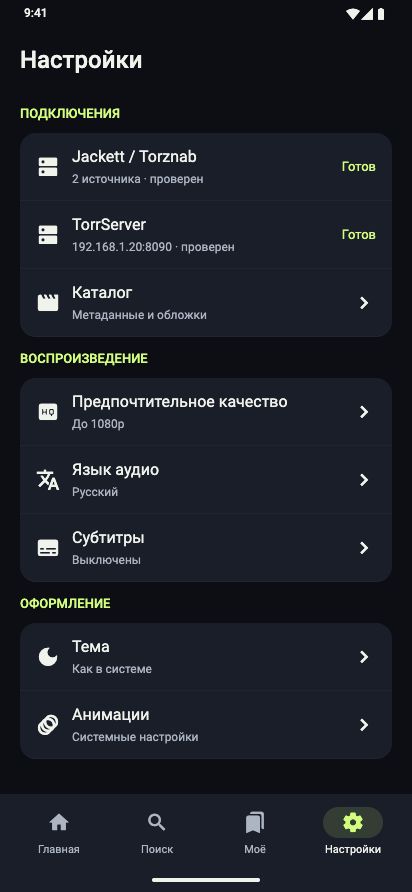 9:41
Настройки
ПОДКЛЮЧЕНИЯ
Jackett / Torznab
2 источника · проверен
Готов
TorrServer
192.168.1.20:8090 · проверен
Готов
Каталог
Метаданные и обложки
ВОСПРОИЗВЕДЕНИЕ
HQ
Предпочтительное качество
До 1080p
Язык аудио
Русский
Субтитры
Выключены
ОФОРМЛЕНИЕ
Тема
Как в системе
Анимации
Системные настройки
Главная
Поиск
Моё
Настройки